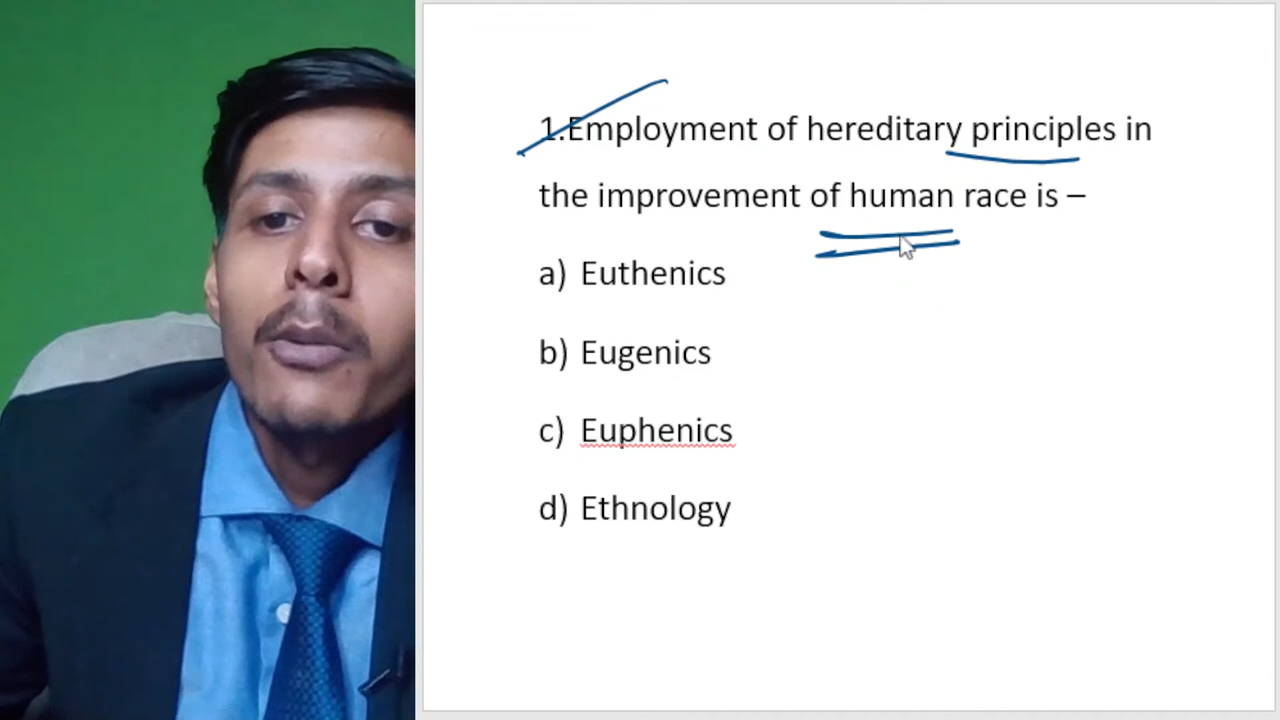 1.Employment of hereditary principles in
the improvement of human race is –
a) Euthenics
b) Eugenics
c) Euphenics
d) Ethnology